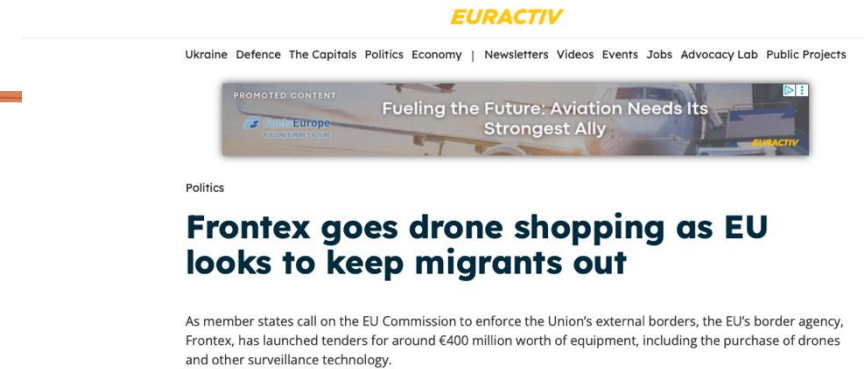 EURACTIV
Ukraine Defence The Capitals Politics Economy | Newsletters Videos Events Jobs Advocacy Lab Public Projects
PROMOTED CONTENT
Fueling the Future: Aviation Needs Its
Strongest Ally
FuelsEurope
FUELLING EUROPE'S FUTURE
EURACTIV
Politics
Frontex goes drone shopping as EU
looks to keep migrants out
As member states call on the EU Commission to enforce the Union's external borders, the EU's border agency,
Frontex, has launched tenders for around €400 million worth of equipment, including the purchase of drones
and other surveillance technology.